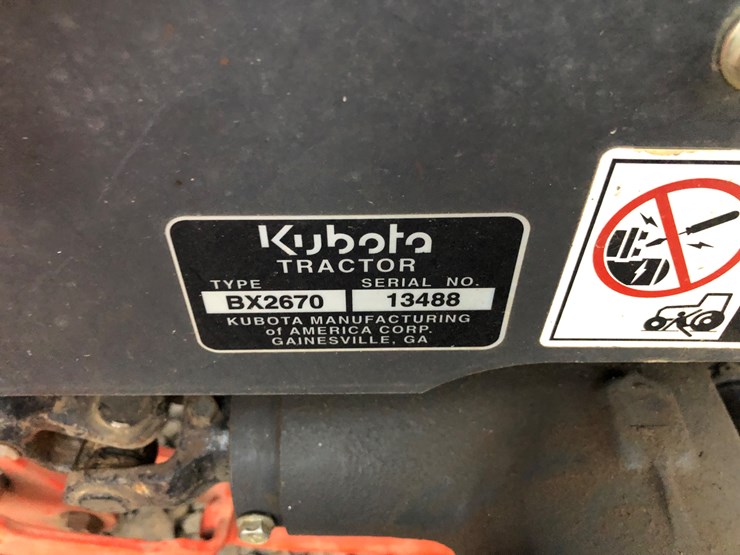 Kubota
TRACTOR
TYPE SERIAL NO.
BX2670 13488
KUBOTA MANUFACTURING
of AMERICA CORP.
GAINESVILLE, GA